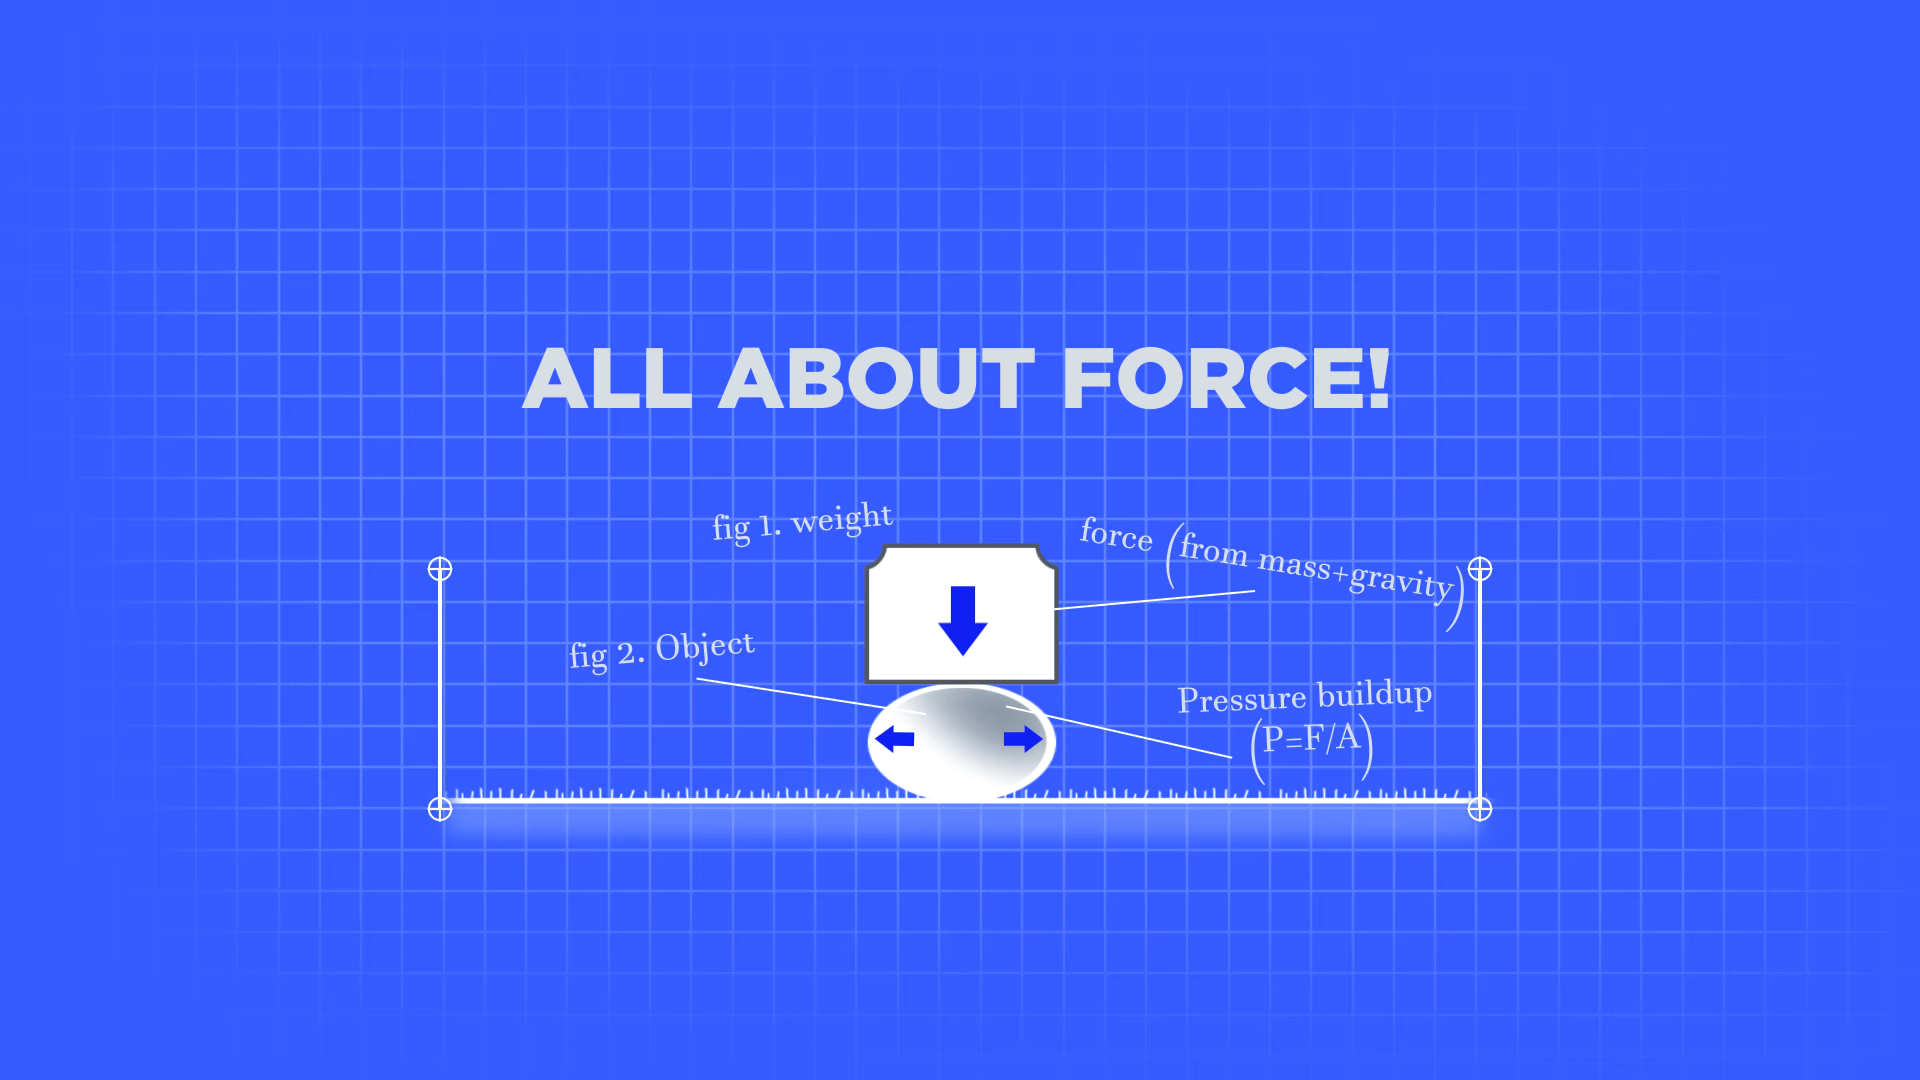 ALL ABOUT FORCE!
fig 1. weight
force (from mass+gravity)
fig 2. Object
Pressure buildup
(P=F/A)